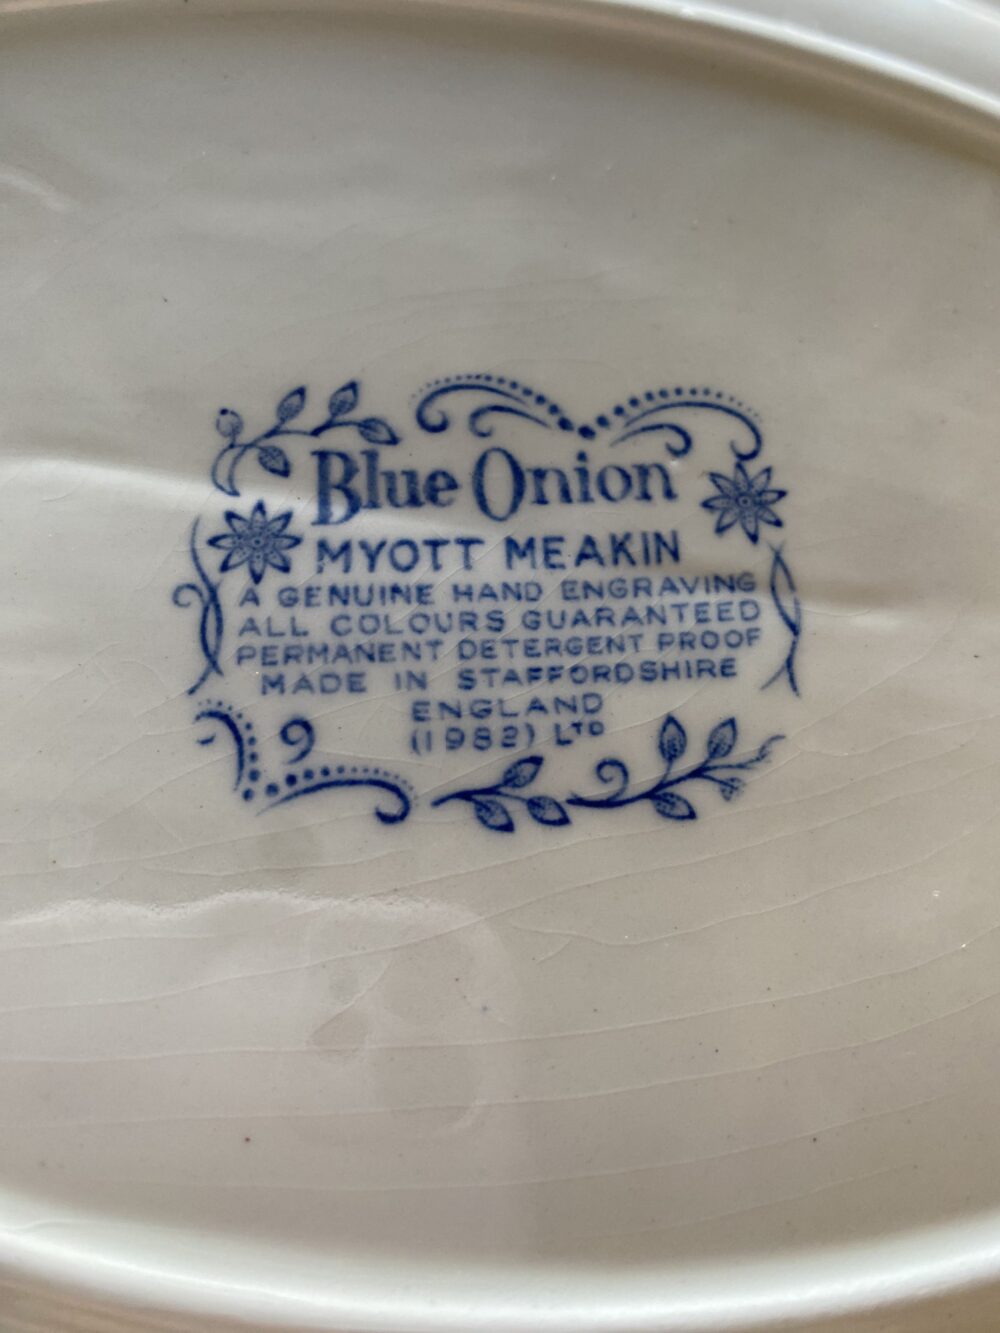 Blue Onion
MYOTT MEAKIN
A GENUINE HAND ENGRAVING
ALL COLOURS GUARANTEED
PERMANENT DETERGENT PROOF
MADE IN STAFFORDSHIRE
ENGLAND
(1982) LTD